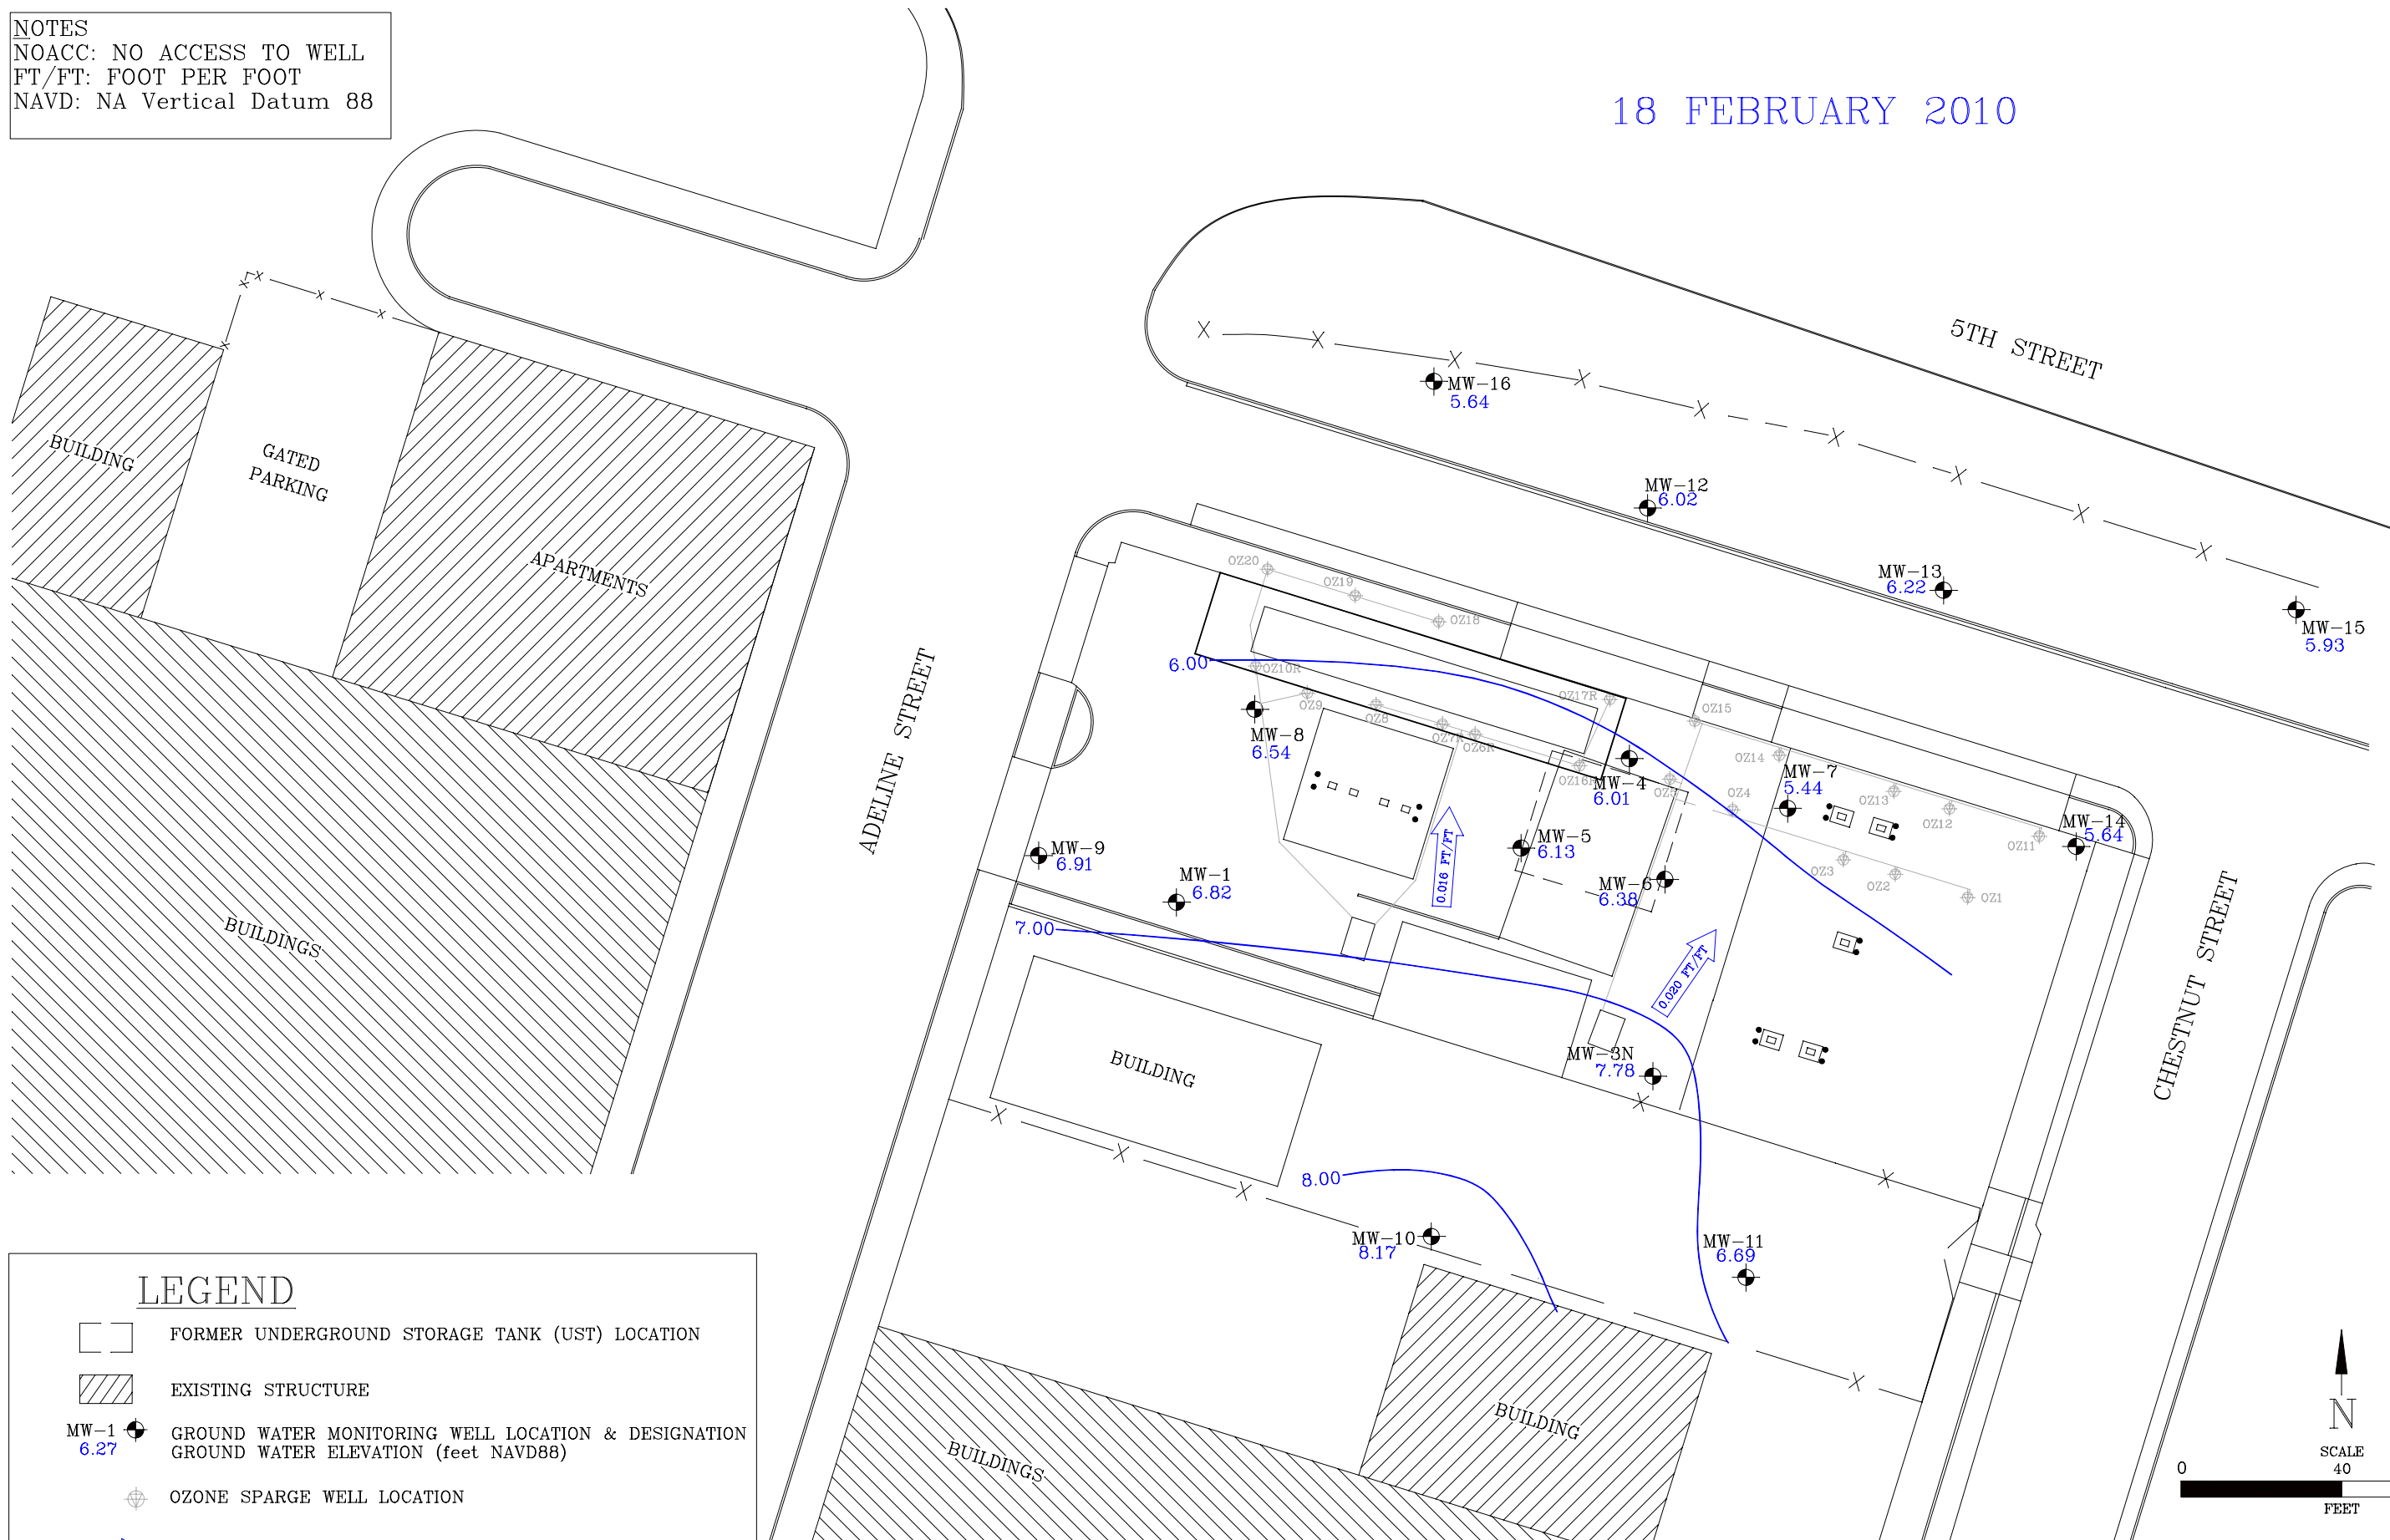 NOTES
NOACC: NO ACCESS TO WELL
FT/FT: FOOT PER FOOT
NAVD: NA Vertical Datum 88
18 FEBRUARY 2010
5TH STREET
MW-16
5.64
BUILDING
GATED
PARKING
MW-12
6.02
APARTMENTS
OZ20
OZ19
OZ18
MW-13
6.22
MW-15
5.93
6.00
OZ10R
OZ9
OZ8
OZ7R
OZ6R
OZ17R
OZ15
OZ16R
OZ14
ADELINE STREET
MW-8
6.54
MW-4
6.01
OZ5
OZ4
MW-7
5.44
OZ13
OZ12
OZ11
MW-14
5.64
MW-9
6.91
MW-1
6.82
0.016 FT/FT
MW-5
6.13
MW-6
6.38
OZ3
OZ2
OZ1
BUILDINGS
7.00
0.020 FT/FT
CHESTNUT STREET
BUILDING
MW-3N
7.78
8.00
MW-10
8.17
MW-11
6.69
BUILDING
BUILDINGS
LEGEND
FORMER UNDERGROUND STORAGE TANK (UST) LOCATION
EXISTING STRUCTURE
MW-1
6.27
GROUND WATER MONITORING WELL LOCATION & DESIGNATION
GROUND WATER ELEVATION (feet NAVD88)
OZONE SPARGE WELL LOCATION
N
SCALE
0 40
FEET